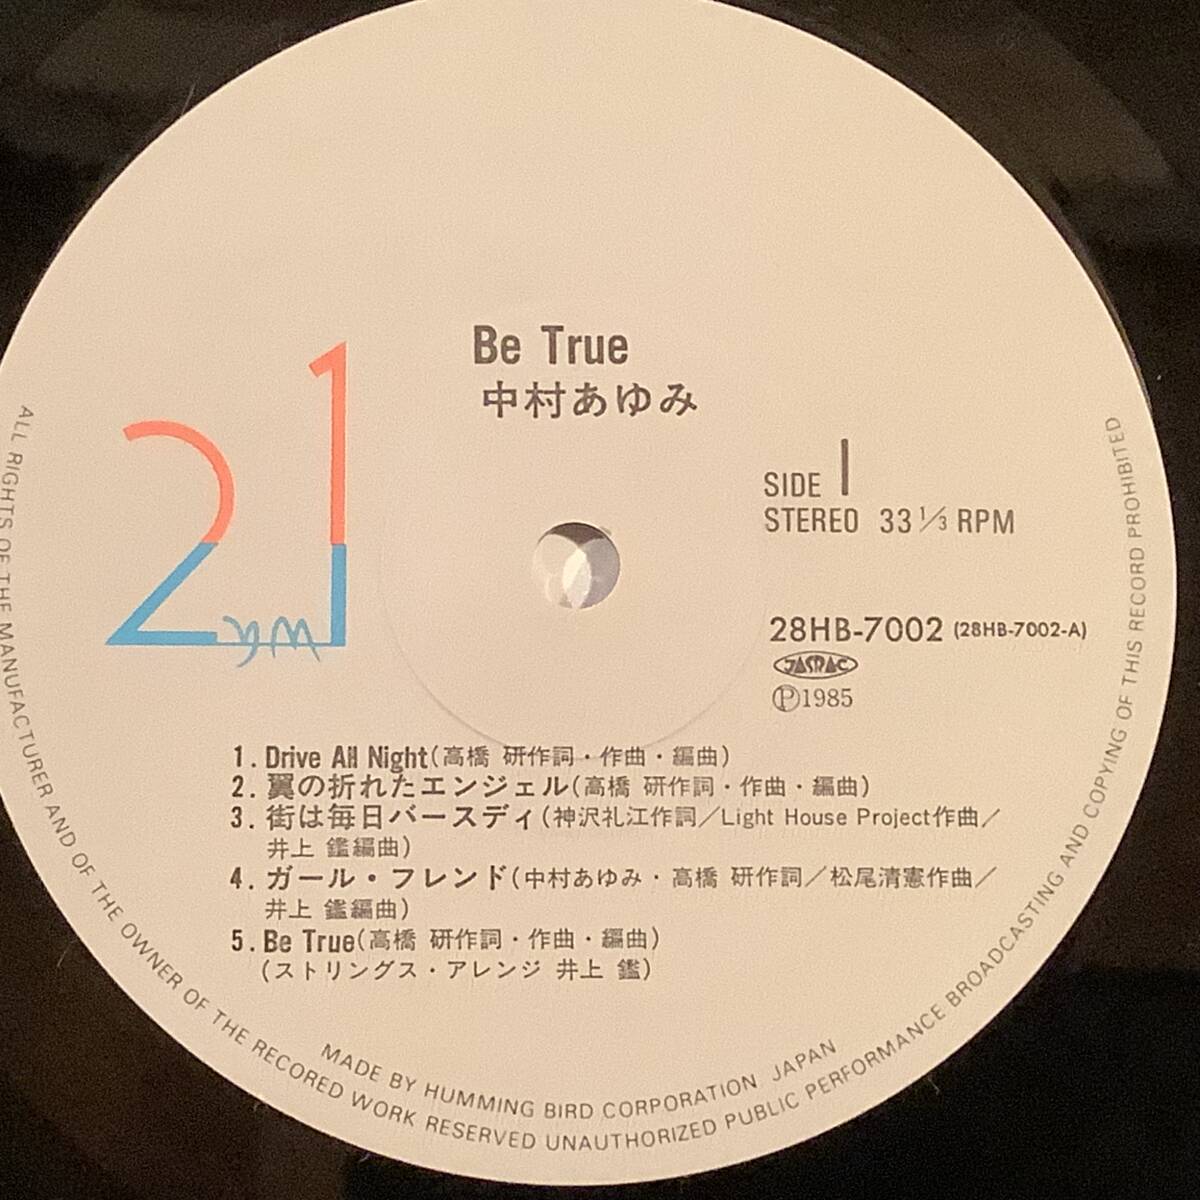 Be True
中村あゆみ
21
SIDE 1
STEREO 33 1/3 RPM
28HB-7002 (28HB-7002-A)
JASRAC
Ⓟ1985
1. Drive All Night(高橋 研作詞・作曲・編曲)
2. 翼の折れたエンジェル(高橋 研作詞・作曲・編曲)
3. 街は毎日バースディ(神沢礼江作詞／Light House Project作曲／
井上 鑑編曲)
4. ガール・フレンド(中村あゆみ・高橋 研作詞／松尾清憲作曲／
井上 鑑編曲)
5. Be True(高橋 研作詞・作曲・編曲)
(ストリングス・アレンジ 井上 鑑)
MADE BY HUMMING BIRD CORPORATION JAPAN
ALL RIGHTS OF THE MANUFACTURER AND OF THE OWNER OF THE RECORED WORK RESERVED UNAUTHORIZED PUBLIC PERFORMANCE BROADCASTING AND COPYING OF THIS RECORD PROHIBITED